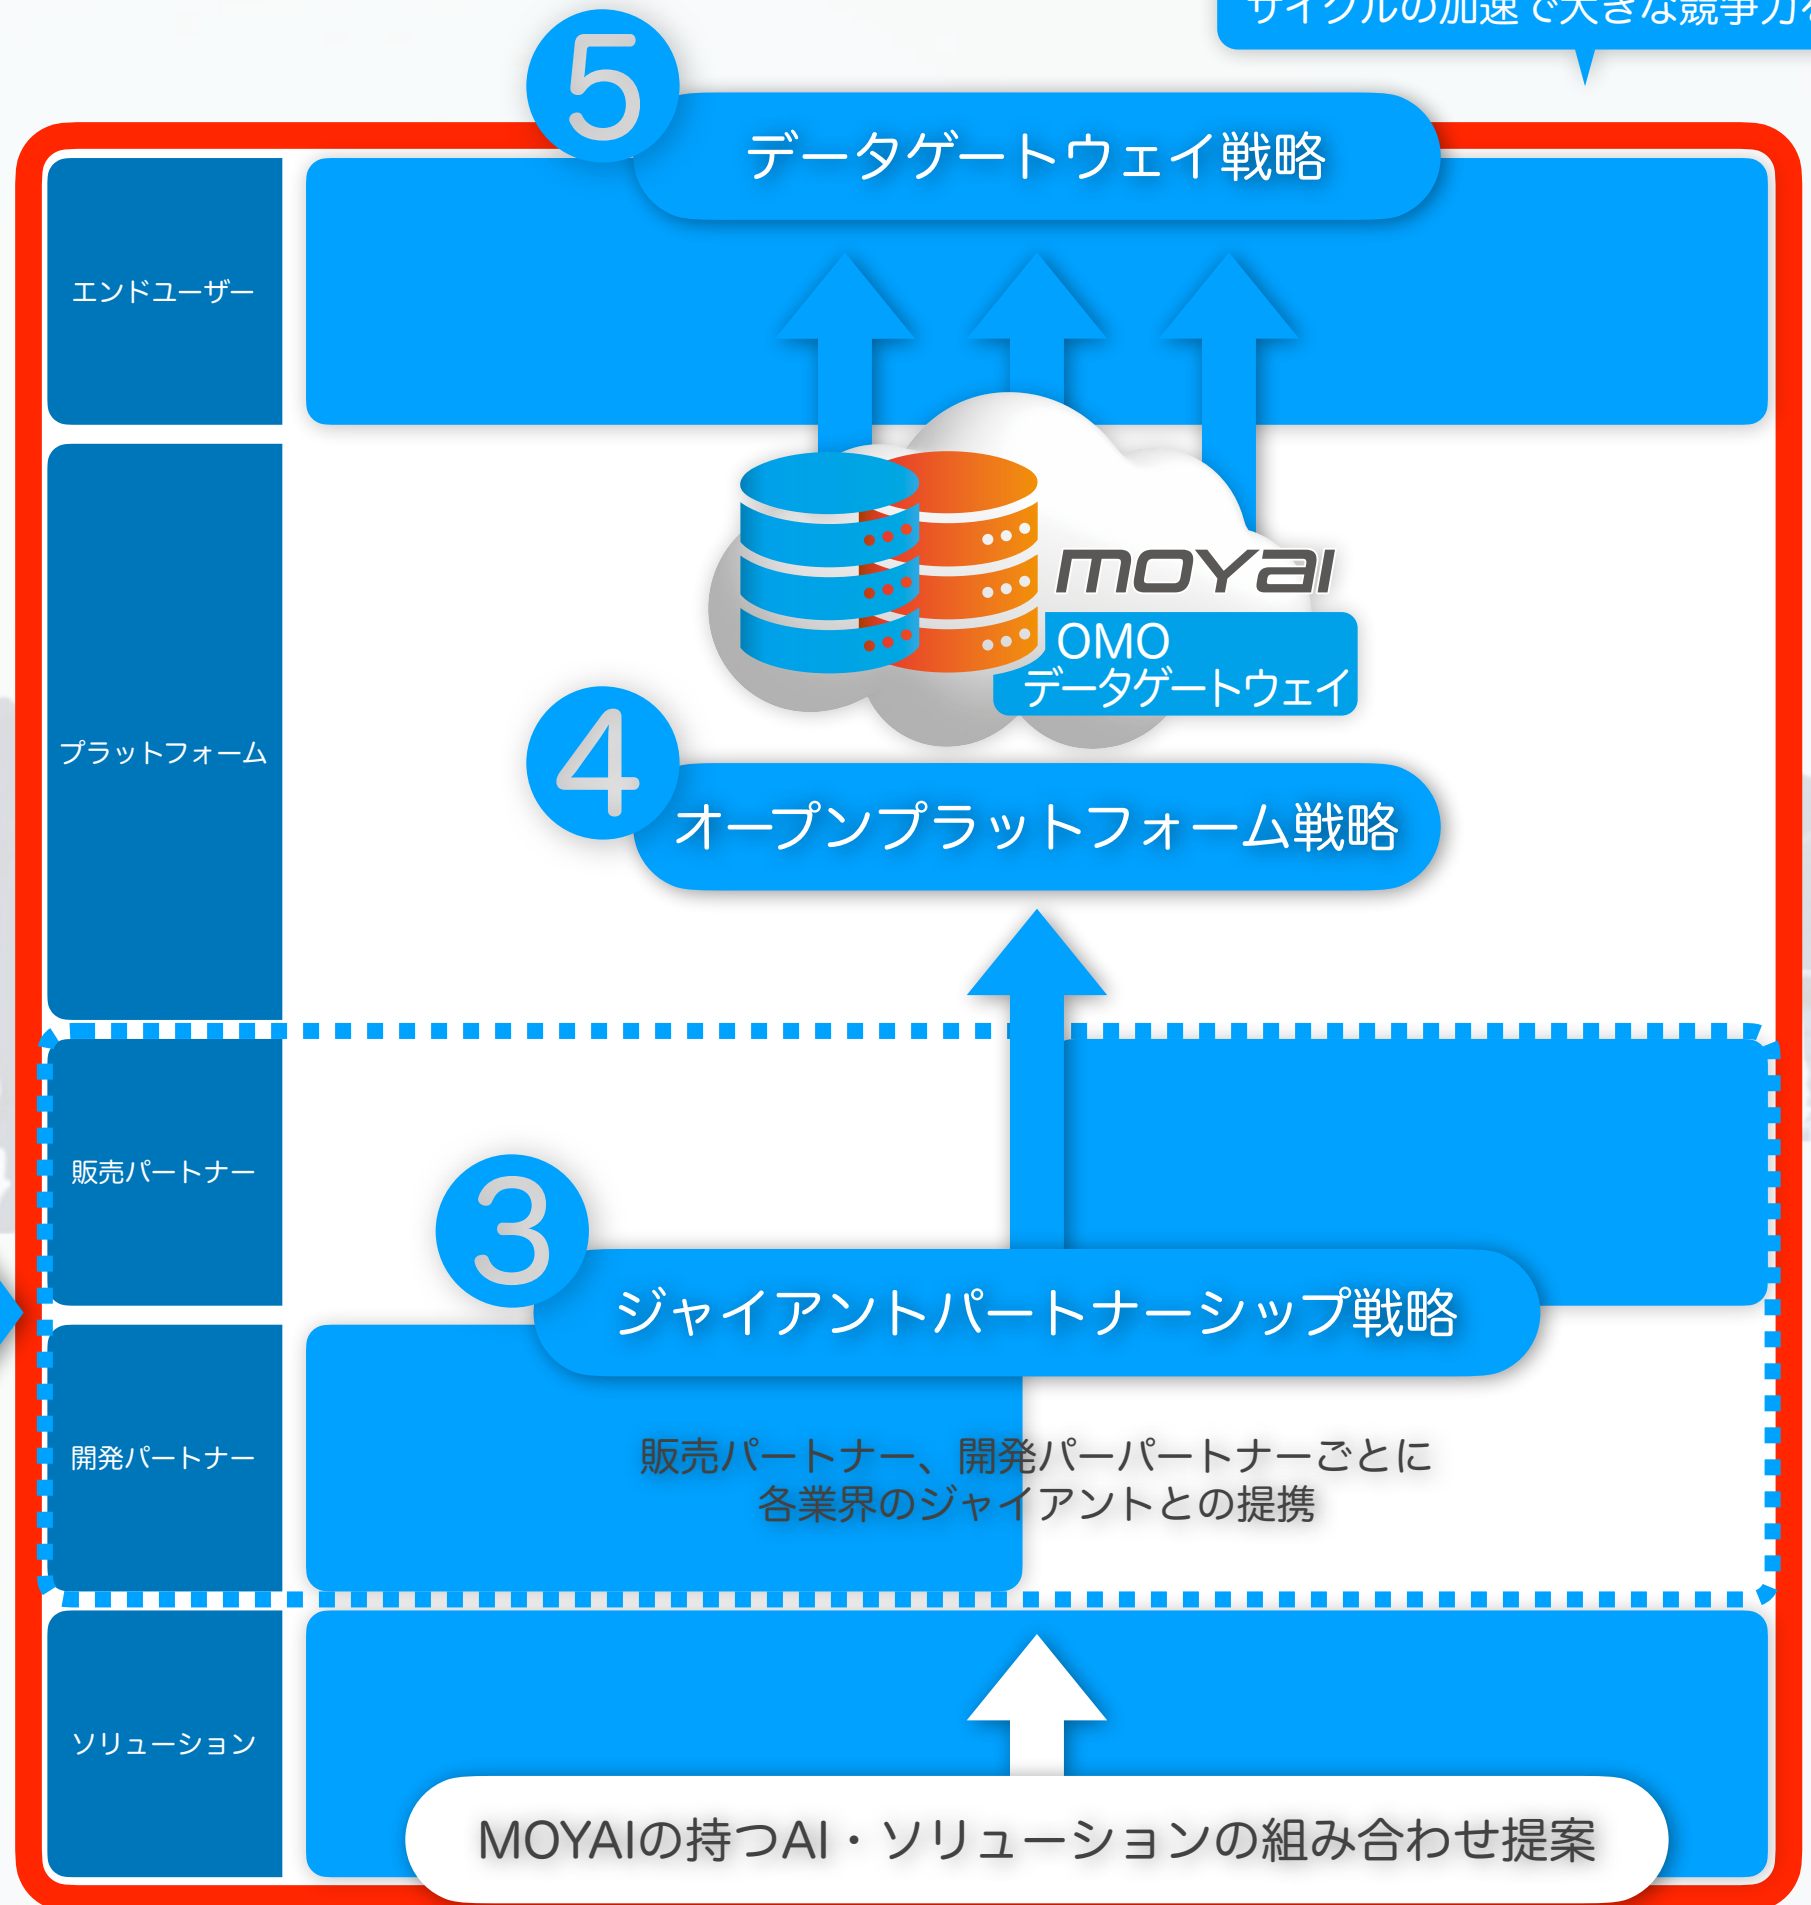 サイクルの加速で大きな競争力
5
データゲートウェイ戦略
エンドユーザー
moyai
OMO
データゲートウェイ
プラットフォーム
4
オープンプラットフォーム戦略
販売パートナー
3
ジャイアントパートナーシップ戦略
開発パートナー
販売パートナー、開発パーパートナーごとに
各業界のジャイアントとの提携
ソリューション
MOYAIの持つAI・ソリューションの組み合わせ提案